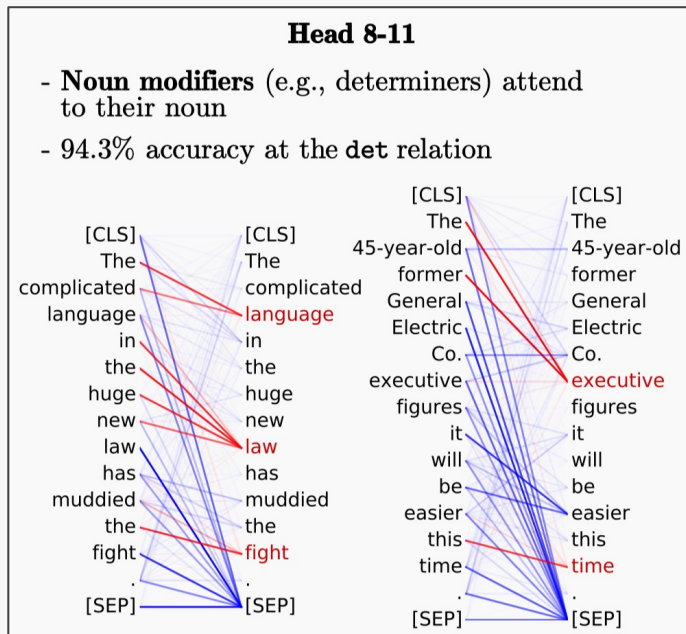 Head 8-11
- Noun modifiers (e.g., determiners) attend
to their noun
- 94.3% accuracy at the det relation
[CLS] [CLS]
The The
complicated complicated
language language
in in
the the
huge huge
new new
law law
has has
muddied muddied
the the
fight fight
. .
[SEP] [SEP]
[CLS] [CLS]
The The
45-year-old 45-year-old
former former
General General
Electric Electric
Co. Co.
executive executive
figures figures
it it
will will
be be
easier easier
this this
time time
. .
[SEP] [SEP]